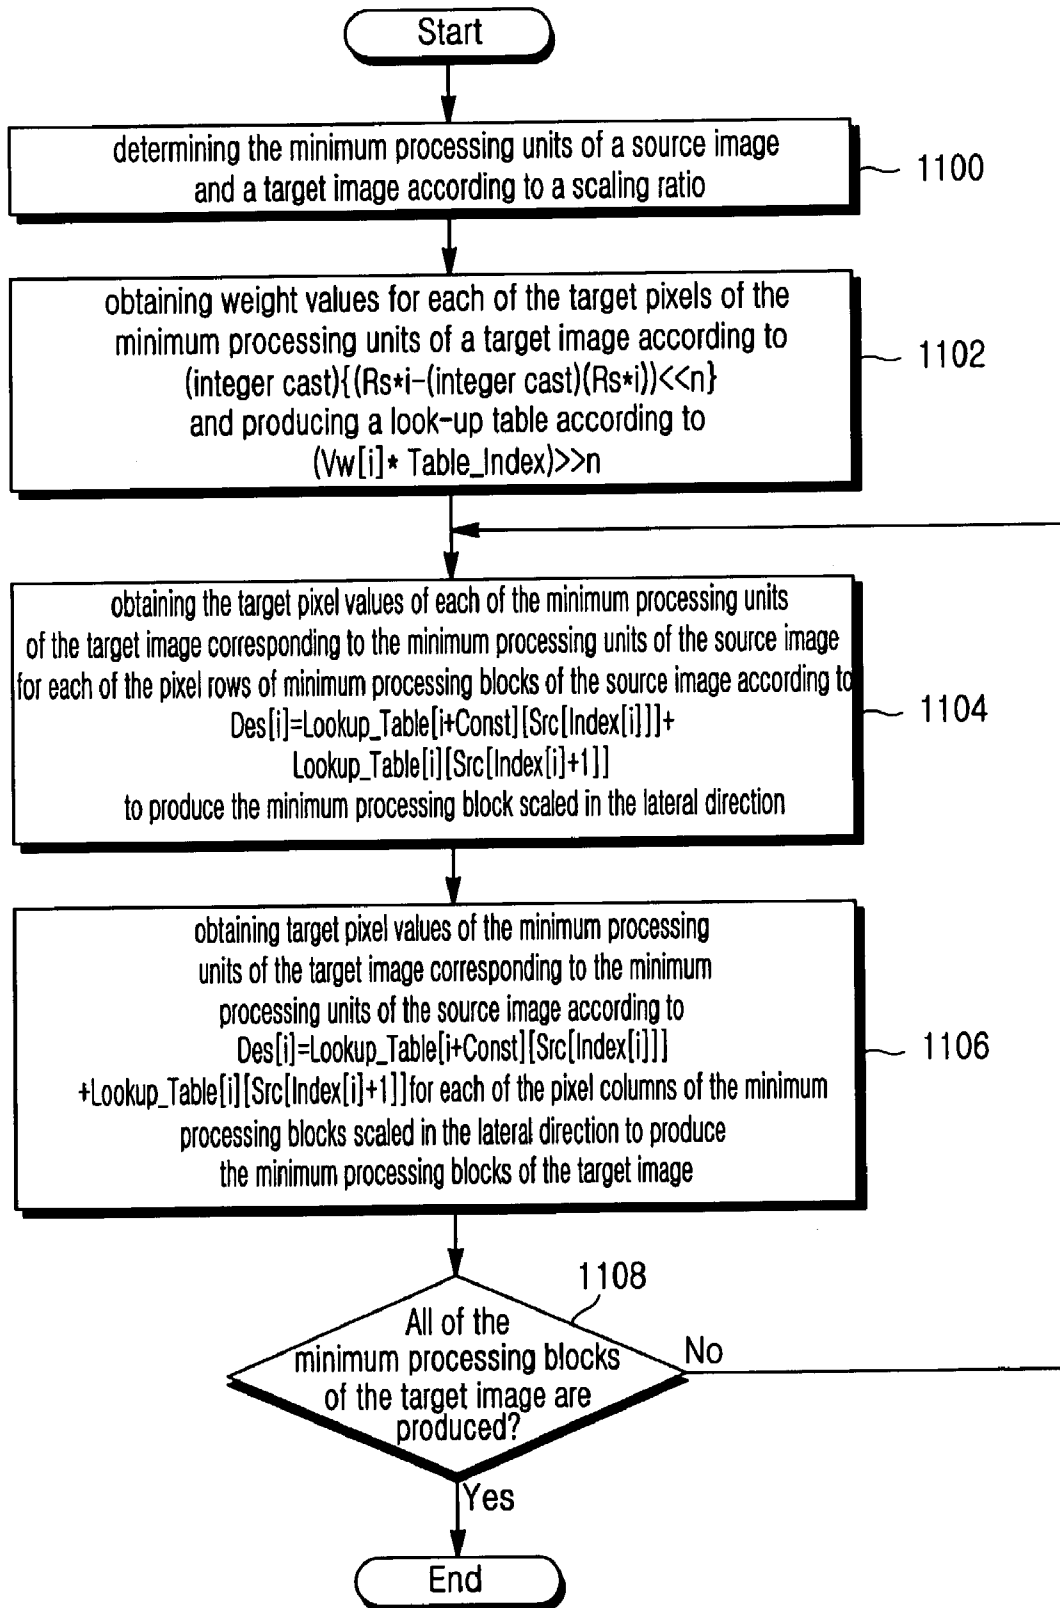 Start
determining the minimum processing units of a source image
and a target image according to a scaling ratio
1100
obtaining weight values for each of the target pixels of the
minimum processing units of a target image according to
(integer cast){(Rs*i-(integer cast)(Rs*i))<<n}
and producing a look-up table according to
(Vw[i]* Table_Index)>>n
1102
obtaining the target pixel values of each of the minimum processing units
of the target image corresponding to the minimum processing units of the source image
for each of the pixel rows of minimum processing blocks of the source image according to
Des[i]=Lookup_Table[i+Const][Src[Index[i]]]+
Lookup_Table[i][Src[Index[i]+1]]
to produce the minimum processing block scaled in the lateral direction
1104
obtaining target pixel values of the minimum processing
units of the target image corresponding to the minimum
processing units of the source image according to
Des[i]=Lookup_Table[i+Const][Src[Index[i]]]
+Lookup_Table[i][Src[Index[i]+1]]for each of the pixel columns of the minimum
processing blocks scaled in the lateral direction to produce
the minimum processing blocks of the target image
1106
1108
All of the
minimum processing blocks
of the target image are
produced?
No
Yes
End